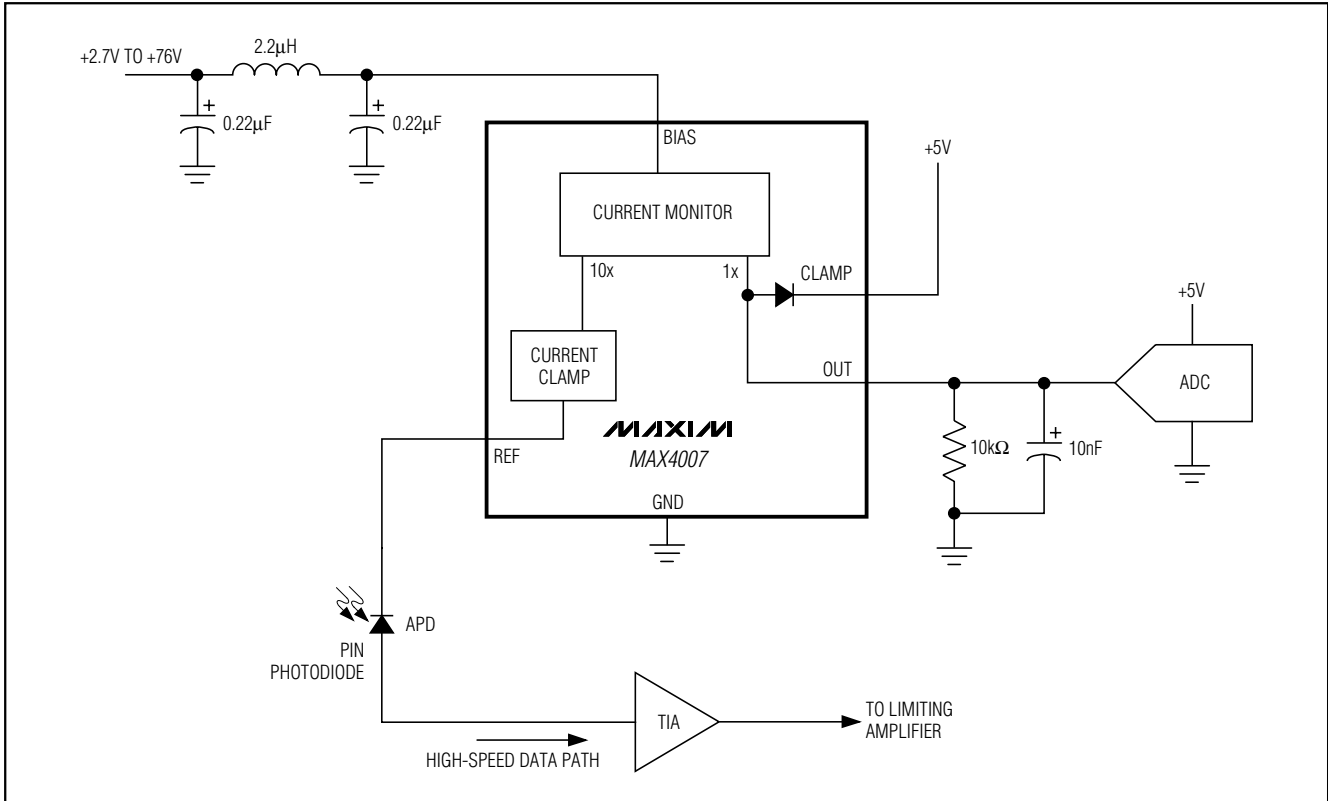 +2.7V TO +76V
2.2µH
+
0.22µF
+
0.22µF
BIAS
+5V
CURRENT MONITOR
10x
1x
CLAMP
+5V
CURRENT
CLAMP
OUT
ADC
MAXIM
MAX4007
REF
10kΩ
+
10nF
GND
APD
PIN
PHOTODIODE
TIA
TO LIMITING
AMPLIFIER
HIGH-SPEED DATA PATH